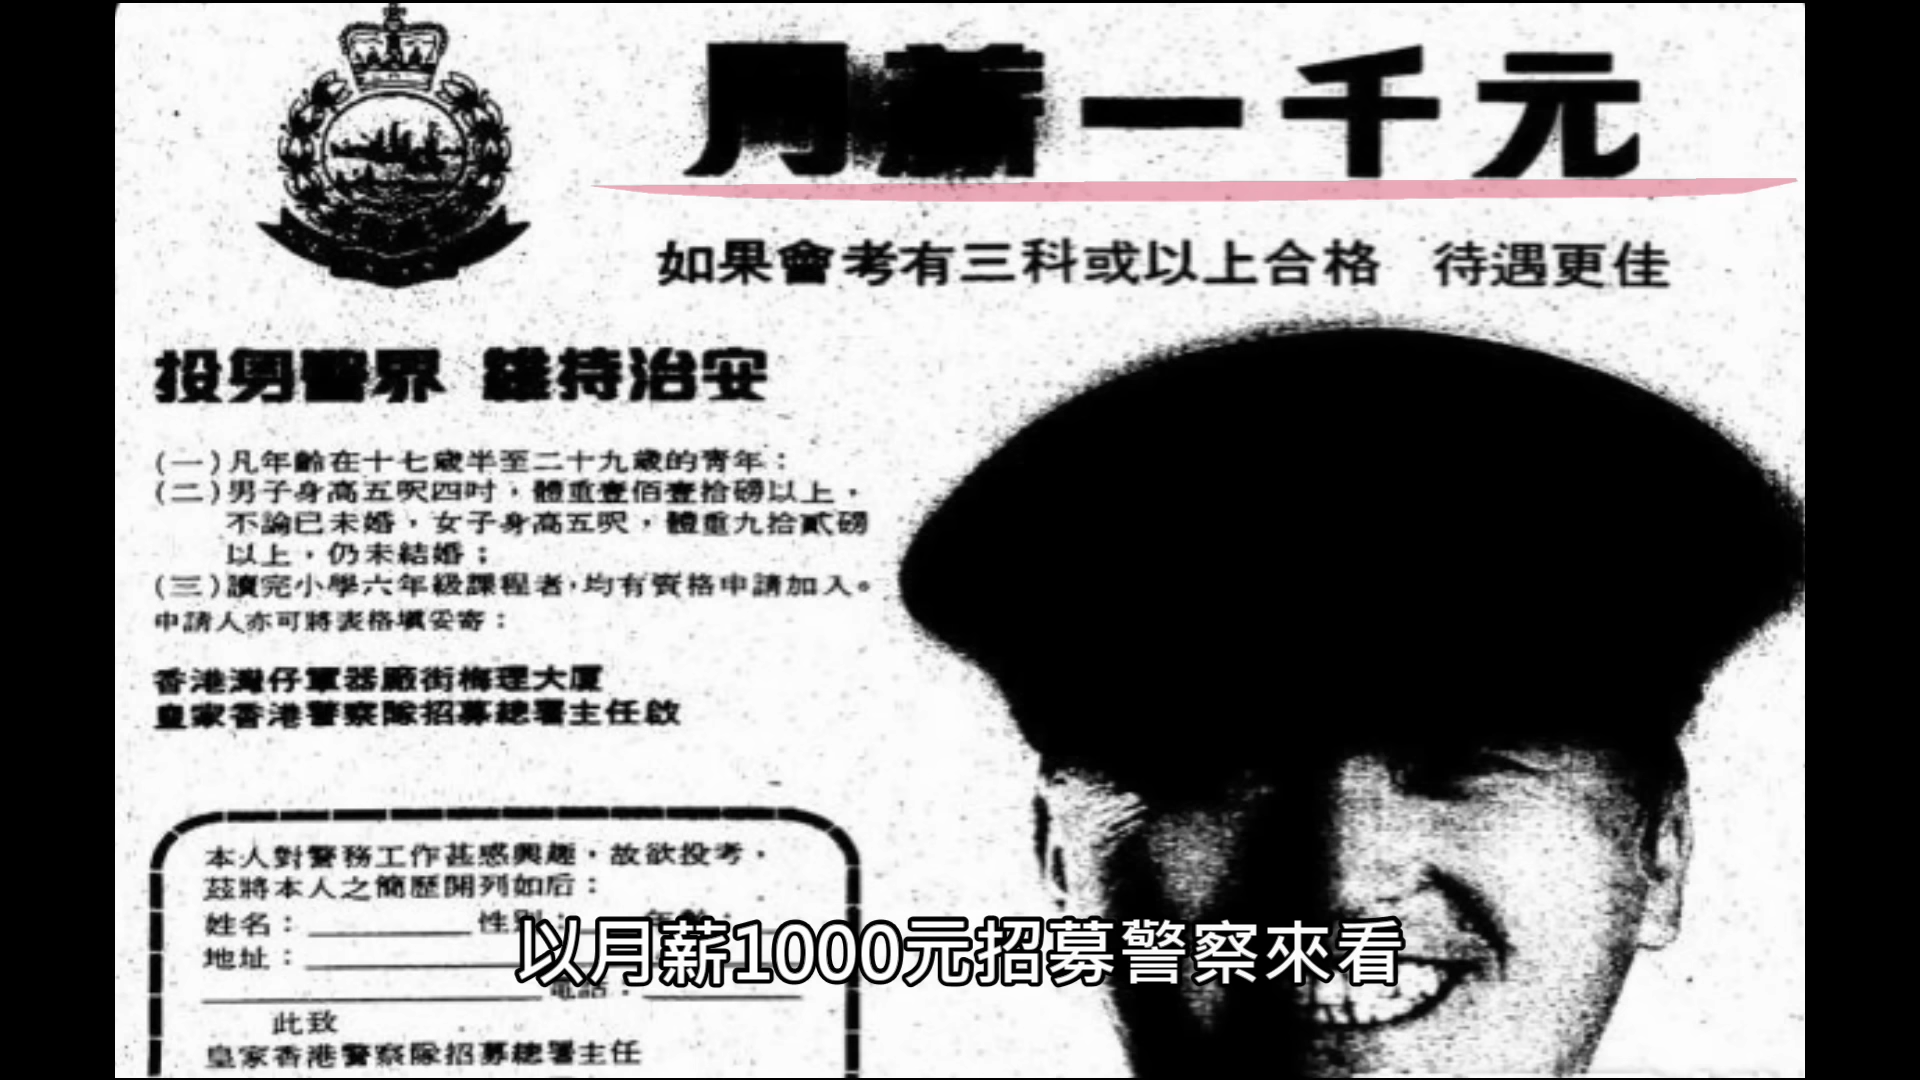 月薪一千元
如果會考有三科或以上合格 待遇更佳
投男警界 維持治安
(一)凡年齡在十七歲半至二十九歲的青年：
(二)男子身高五呎四吋，體重壹佰壹拾磅以上，
不論已未婚，女子身高五呎，體重九拾貳磅
以上，仍未結婚；
(三)讀完小學六年級課程者，均有資格申請加入。
申請人亦可將表格填妥寄：
香港灣仔軍器廠街梅理大廈
皇家香港警察隊招募總署主任啟
本人對警務工作甚感興趣，故欲投考，
茲將本人之簡歷開列如后：
姓名： 性別： 年齡：
地址：
電話：
此致
皇家香港警察隊招募總署主任
以月薪1000元招募警察來看